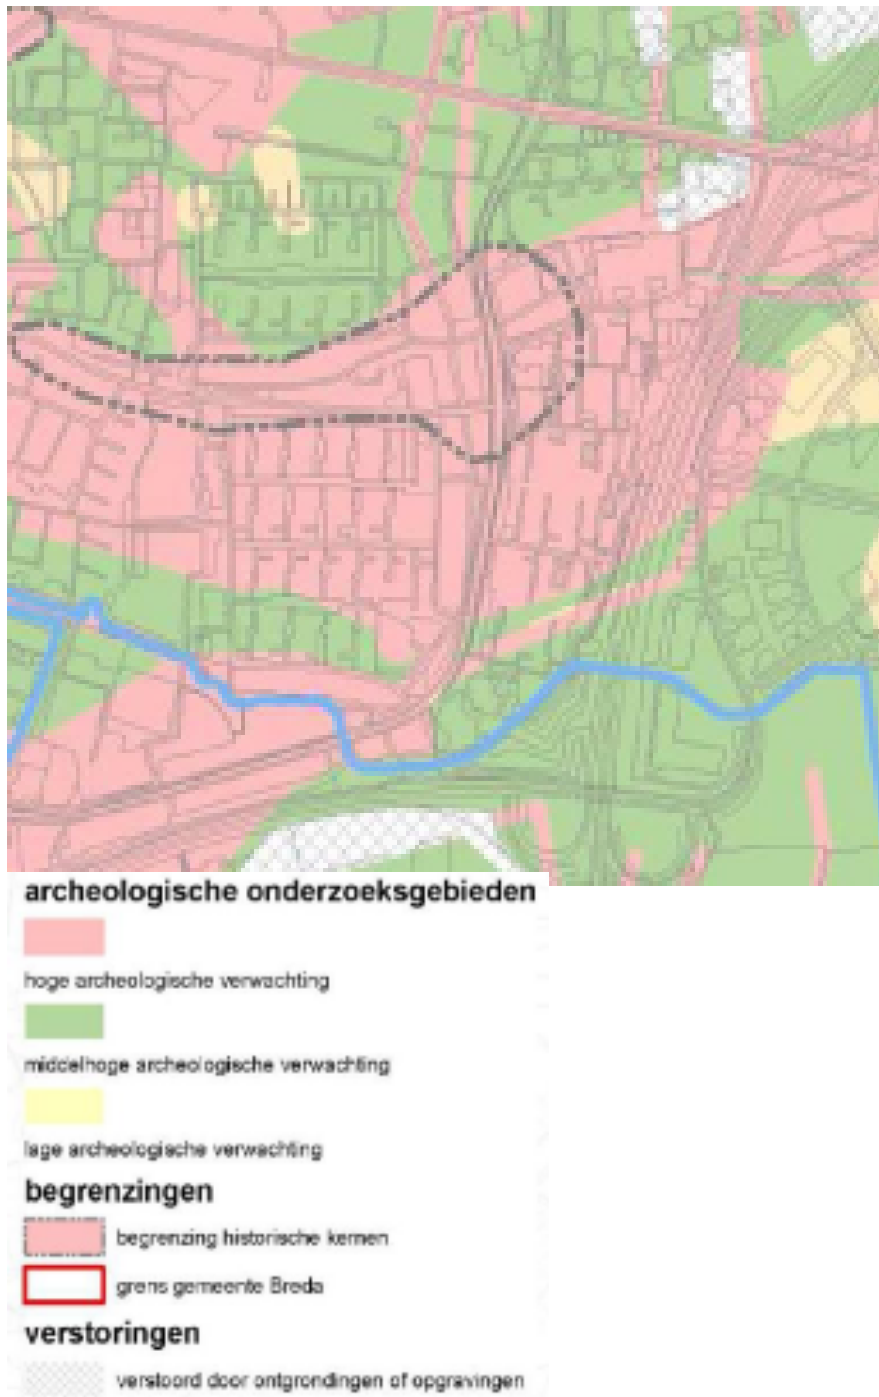 archeologische onderzoeksgebieden
hoge archeologische verwachting
middelhoge archeologische verwachting
lage archeologische verwachting
begrenzingen
begrenzing historische kernen
grens gemeente Breda
verstoringen
verstoord door ontgrondingen of opgravingen